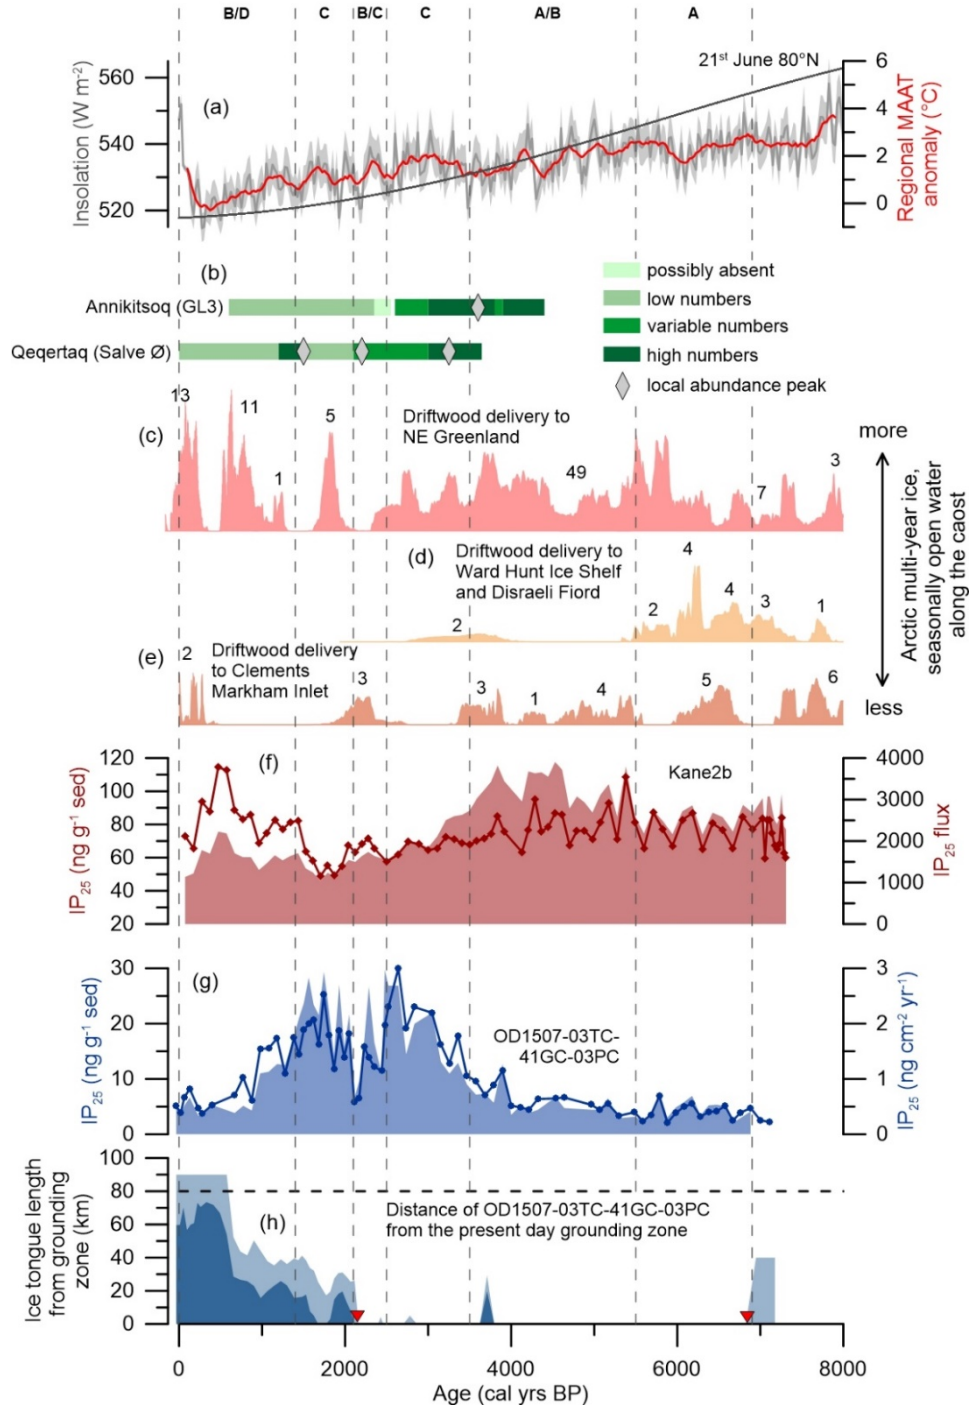 B/D C B/C C A/B A
21st June 80°N
(a)
560
540
520
Insolation (W m-2)
6
4
2
0
Regional MAAT
anomaly (°C)
(b)
Annikitsoq (GL3)
Qeqertaq (Salve Ø)
possibly absent
low numbers
variable numbers
high numbers
local abundance peak
(c)
13
11
1
5
Driftwood delivery to
NE Greenland
49
7
3
more
Arctic multi-year ice,
seasonally open water
along the caost
less
(d)
Driftwood delivery to
Ward Hunt Ice Shelf
and Disraeli Fiord
2
2
4
4
3
1
(e)
2
Driftwood delivery
to Clements
Markham Inlet
3
3
1
4
5
6
(f)
Kane2b
120
100
80
60
40
20
IP25 (ng g-1 sed)
4000
3000
2000
1000
0
IP25 flux
(g)
OD1507-03TC-
41GC-03PC
30
20
10
0
IP25 (ng g-1 sed)
3
2
1
0
IP25 (ng cm-2 yr-1)
(h)
100
80
60
40
20
0
Ice tongue length
from grounding
zone (km)
Distance of OD1507-03TC-41GC-03PC
from the present day grounding zone
0 2000 4000 6000 8000
Age (cal yrs BP)